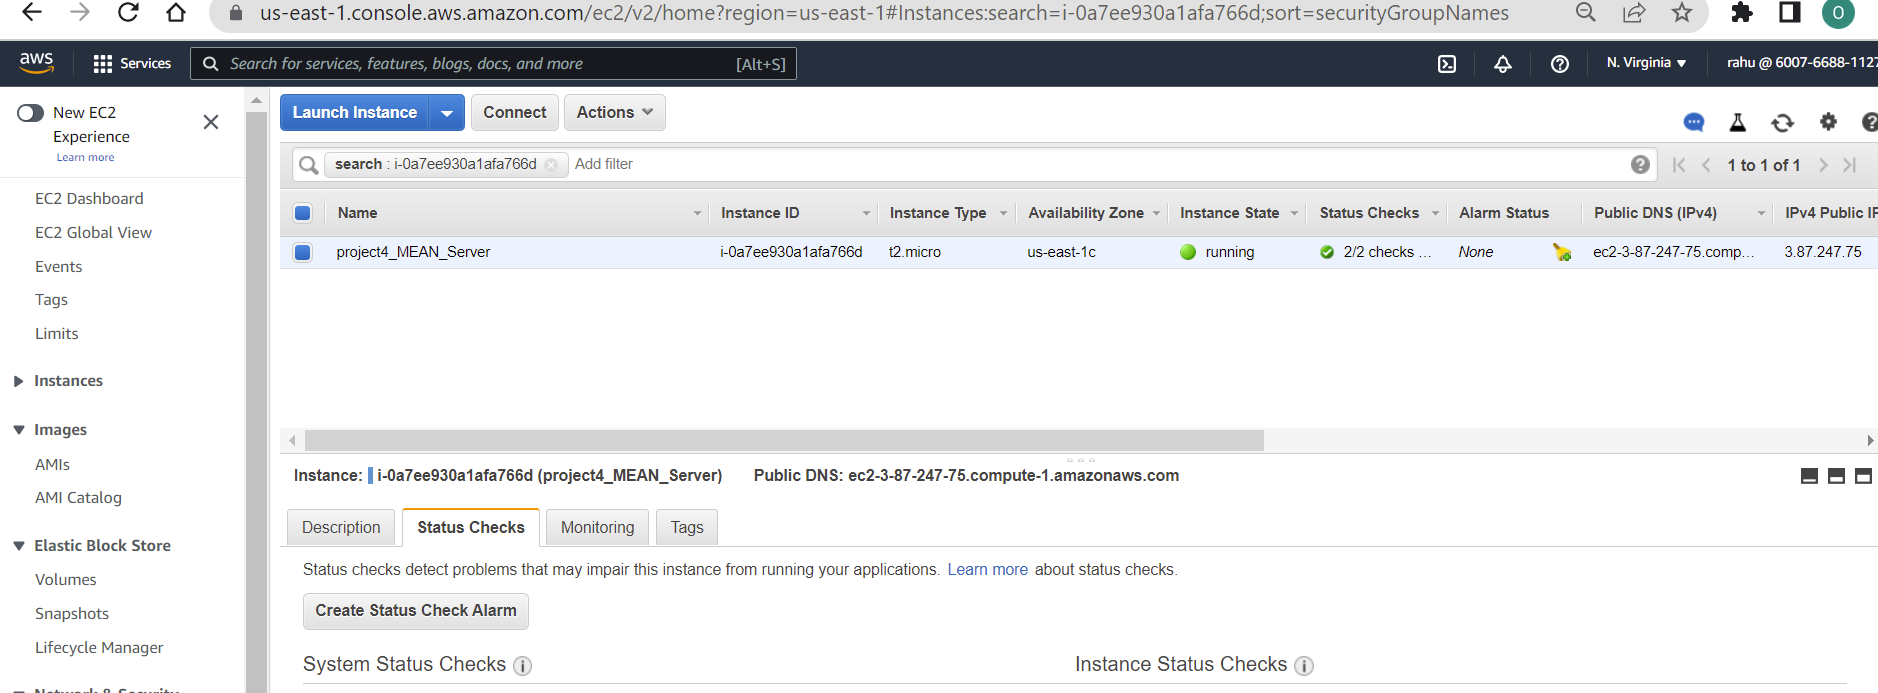 us-east-1.console.aws.amazon.com/ec2/v2/home?region=us-east-1#Instances:search=i-0a7ee930a1afa766d;sort=securityGroupNames
O
aws
Services
Search for services, features, blogs, docs, and more
[Alt+S]
N. Virginia
rahu @ 6007-6688-1127
New EC2
Experience
Learn more
EC2 Dashboard
EC2 Global View
Events
Tags
Limits
Instances
Images
AMIs
AMI Catalog
Elastic Block Store
Volumes
Snapshots
Lifecycle Manager
Network & Security
Launch Instance
Connect
Actions
search : i-0a7ee930a1afa766d
Add filter
1 to 1 of 1
Name Instance ID Instance Type Availability Zone Instance State Status Checks Alarm Status Public DNS (IPv4) IPv4 Public IP
project4_MEAN_Server i-0a7ee930a1afa766d t2.micro us-east-1c running 2/2 checks ... None ec2-3-87-247-75.comp... 3.87.247.75
Instance: i-0a7ee930a1afa766d (project4_MEAN_Server) Public DNS: ec2-3-87-247-75.compute-1.amazonaws.com
Description
Status Checks
Monitoring
Tags
Status checks detect problems that may impair this instance from running your applications. Learn more about status checks.
Create Status Check Alarm
System Status Checks
Instance Status Checks